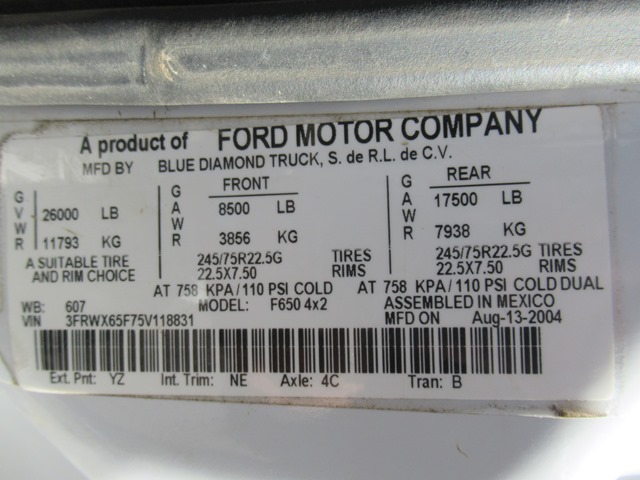 A product of FORD MOTOR COMPANY
MFD BY BLUE DIAMOND TRUCK, S. de R.L. de C.V.
GVWR 26000 LB 11793 KG
FRONT GAWR 8500 LB 3856 KG
REAR GAWR 17500 LB 7938 KG
A SUITABLE TIRE 245/75R22.5G TIRES 245/75R22.5G TIRES
AND RIM CHOICE 22.5X7.50 RIMS 22.5X7.50 RIMS
AT 758 KPA/110 PSI COLD AT 758 KPA/110 PSI COLD DUAL
WB: 607 MODEL: F650 4x2 ASSEMBLED IN MEXICO
VIN 3FRWX65F75V118831 MFD ON Aug-13-2004
Ext. Pnt: YZ Int. Trim: NE Axle: 4C Tran: B